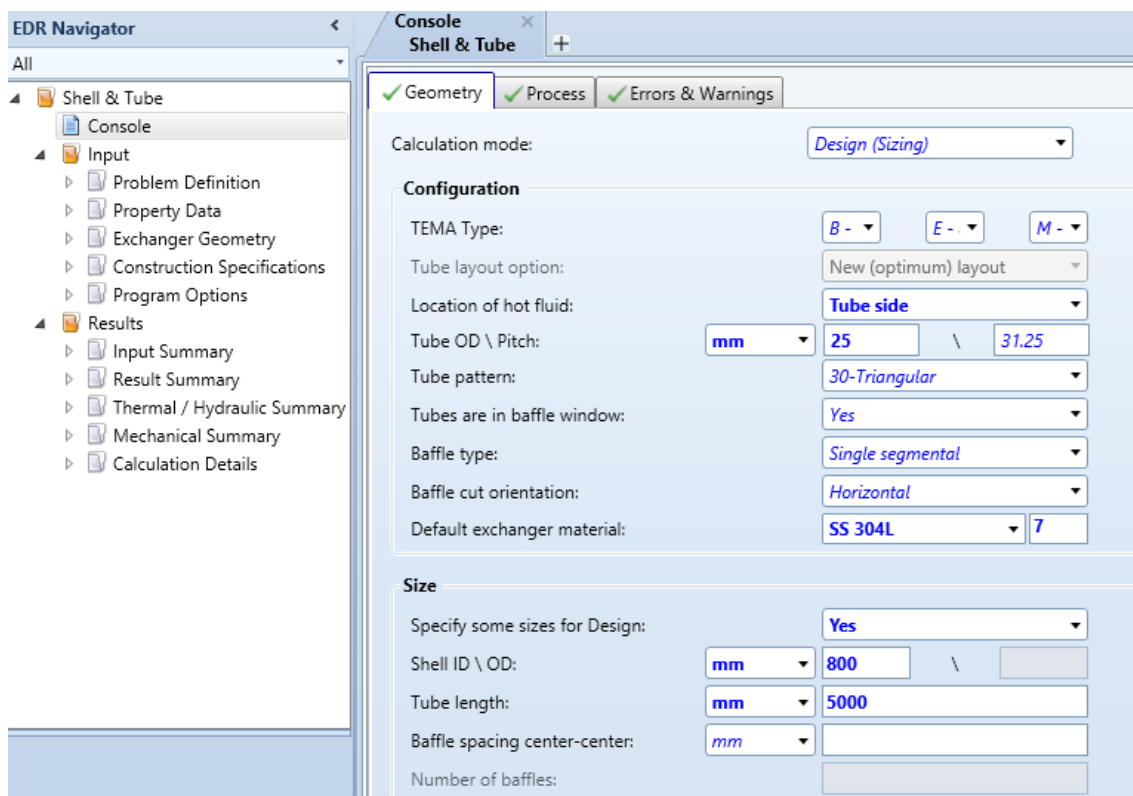 EDR Navigator
All
Shell & Tube
Console
Input
Problem Definition
Property Data
Exchanger Geometry
Construction Specifications
Program Options
Results
Input Summary
Result Summary
Thermal / Hydraulic Summary
Mechanical Summary
Calculation Details
Console
Shell & Tube
Geometry Process Errors & Warnings
Calculation mode: Design (Sizing)
Configuration
TEMA Type: B - E - M -
Tube layout option: New (optimum) layout
Location of hot fluid: Tube side
Tube OD \ Pitch: mm 25 \ 31.25
Tube pattern: 30-Triangular
Tubes are in baffle window: Yes
Baffle type: Single segmental
Baffle cut orientation: Horizontal
Default exchanger material: SS 304L 7
Size
Specify some sizes for Design: Yes
Shell ID \ OD: mm 800 \
Tube length: mm 5000
Baffle spacing center-center: mm
Number of baffles: